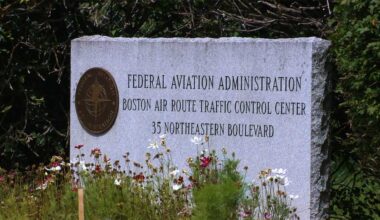 FEDERAL AVIATION ADMINISTRATION
BOSTON AIR ROUTE TRAFFIC CONTROL CENTER
35 NORTHEASTERN BOULEVARD